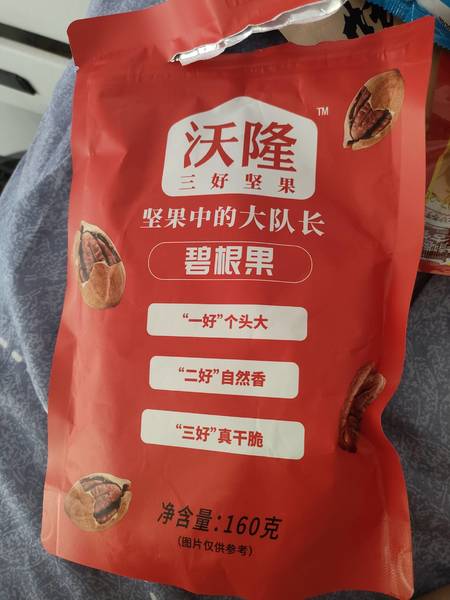 沃隆
TM
三好坚果
坚果中的大队长
碧根果
“一好”个头大
“二好”自然香
“三好”真干脆
净含量:160克
(图片仅供参考)